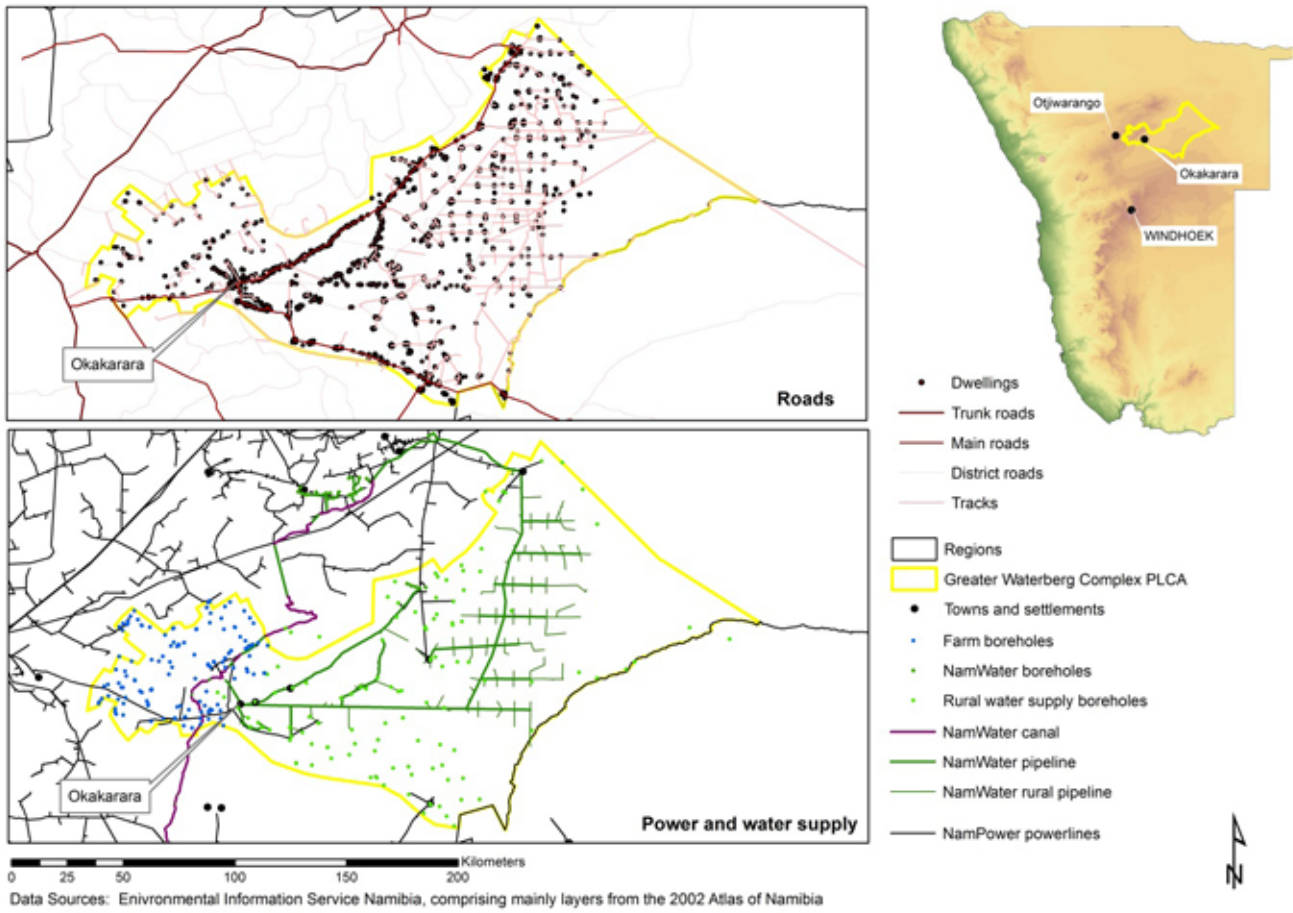 Okakarara
Roads
Okakarara
Power and water supply
Otjiwarango
Okakarara
WINDHOEK
Dwellings
Trunk roads
Main roads
District roads
Tracks
Regions
Greater Waterberg Complex PLCA
Towns and settlements
Farm boreholes
NamWater boreholes
Rural water supply boreholes
NamWater canal
NamWater pipeline
NamWater rural pipeline
NamPower powerlines
N
Kilometers
0 25 50 100 150 200
Data Sources: Enivronmental Information Service Namibia, comprising mainly layers from the 2002 Atlas of Namibia